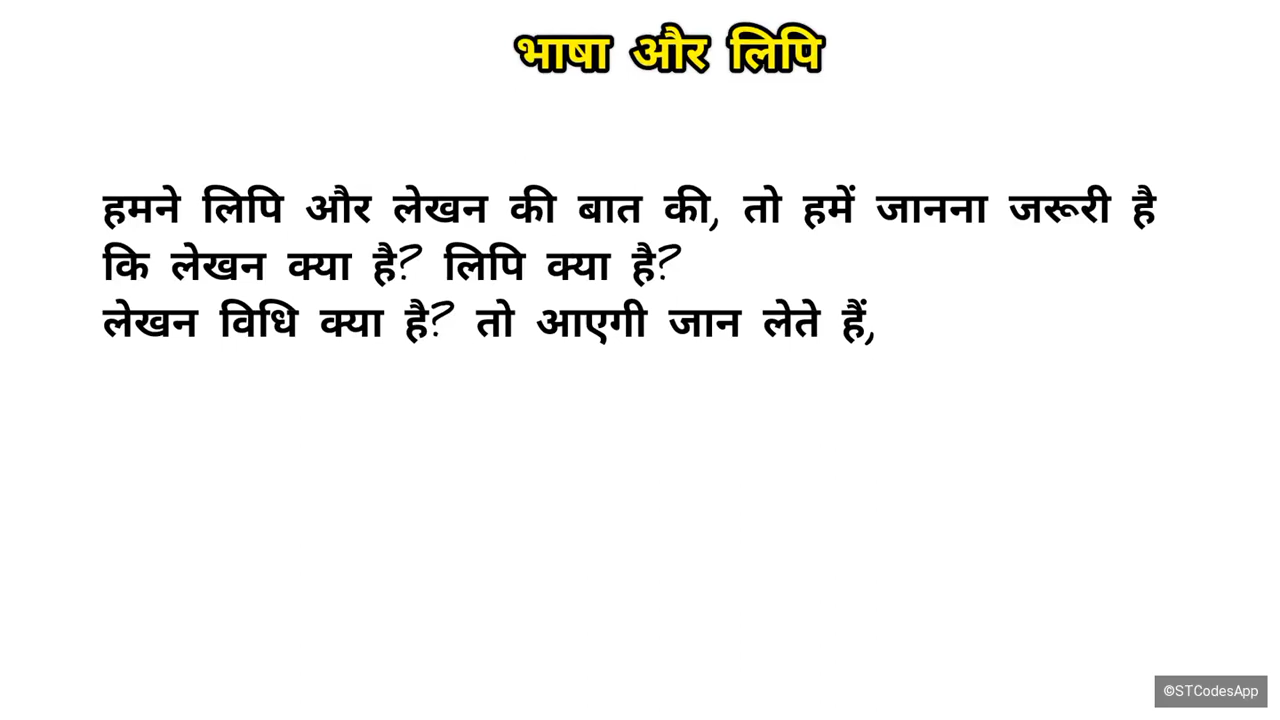 भाषा और लिपि
हमने लिपि और लेखन की बात की, तो हमें जानना जरूरी है
कि लेखन क्या है? लिपि क्या है?
लेखन विधि क्या है? तो आएगी जान लेते हैं,
©STCodesApp